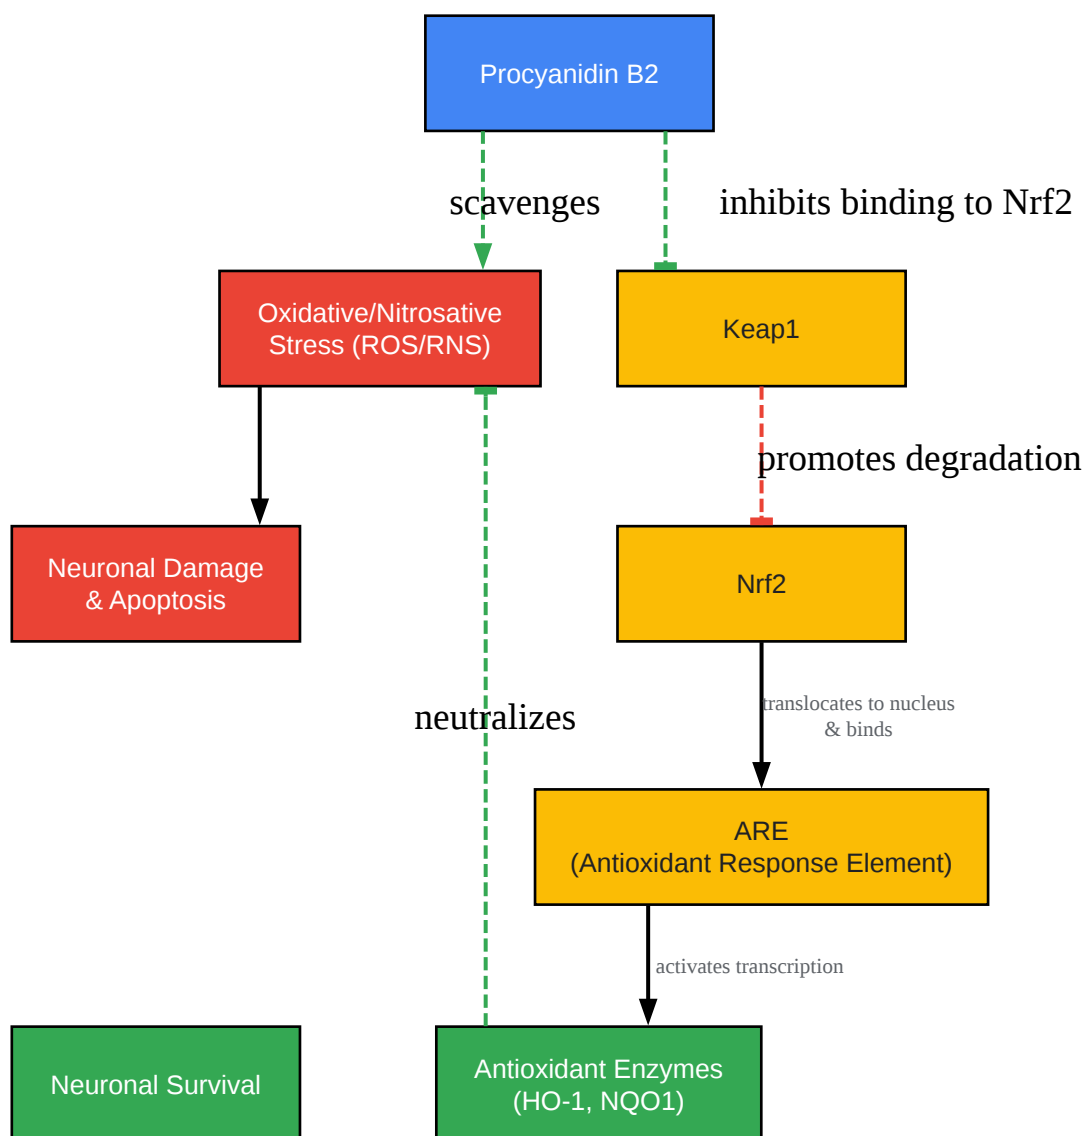 Procyanidin B2
scavenges
inhibits binding to Nrf2
Oxidative/Nitrosative
Stress (ROS/RNS)
Keap1
promotes degradation
Neuronal Damage
& Apoptosis
Nrf2
translocates to nucleus
& binds
neutralizes
ARE
(Antioxidant Response Element)
activates transcription
Neuronal Survival
Antioxidant Enzymes
(HO-1, NQO1)